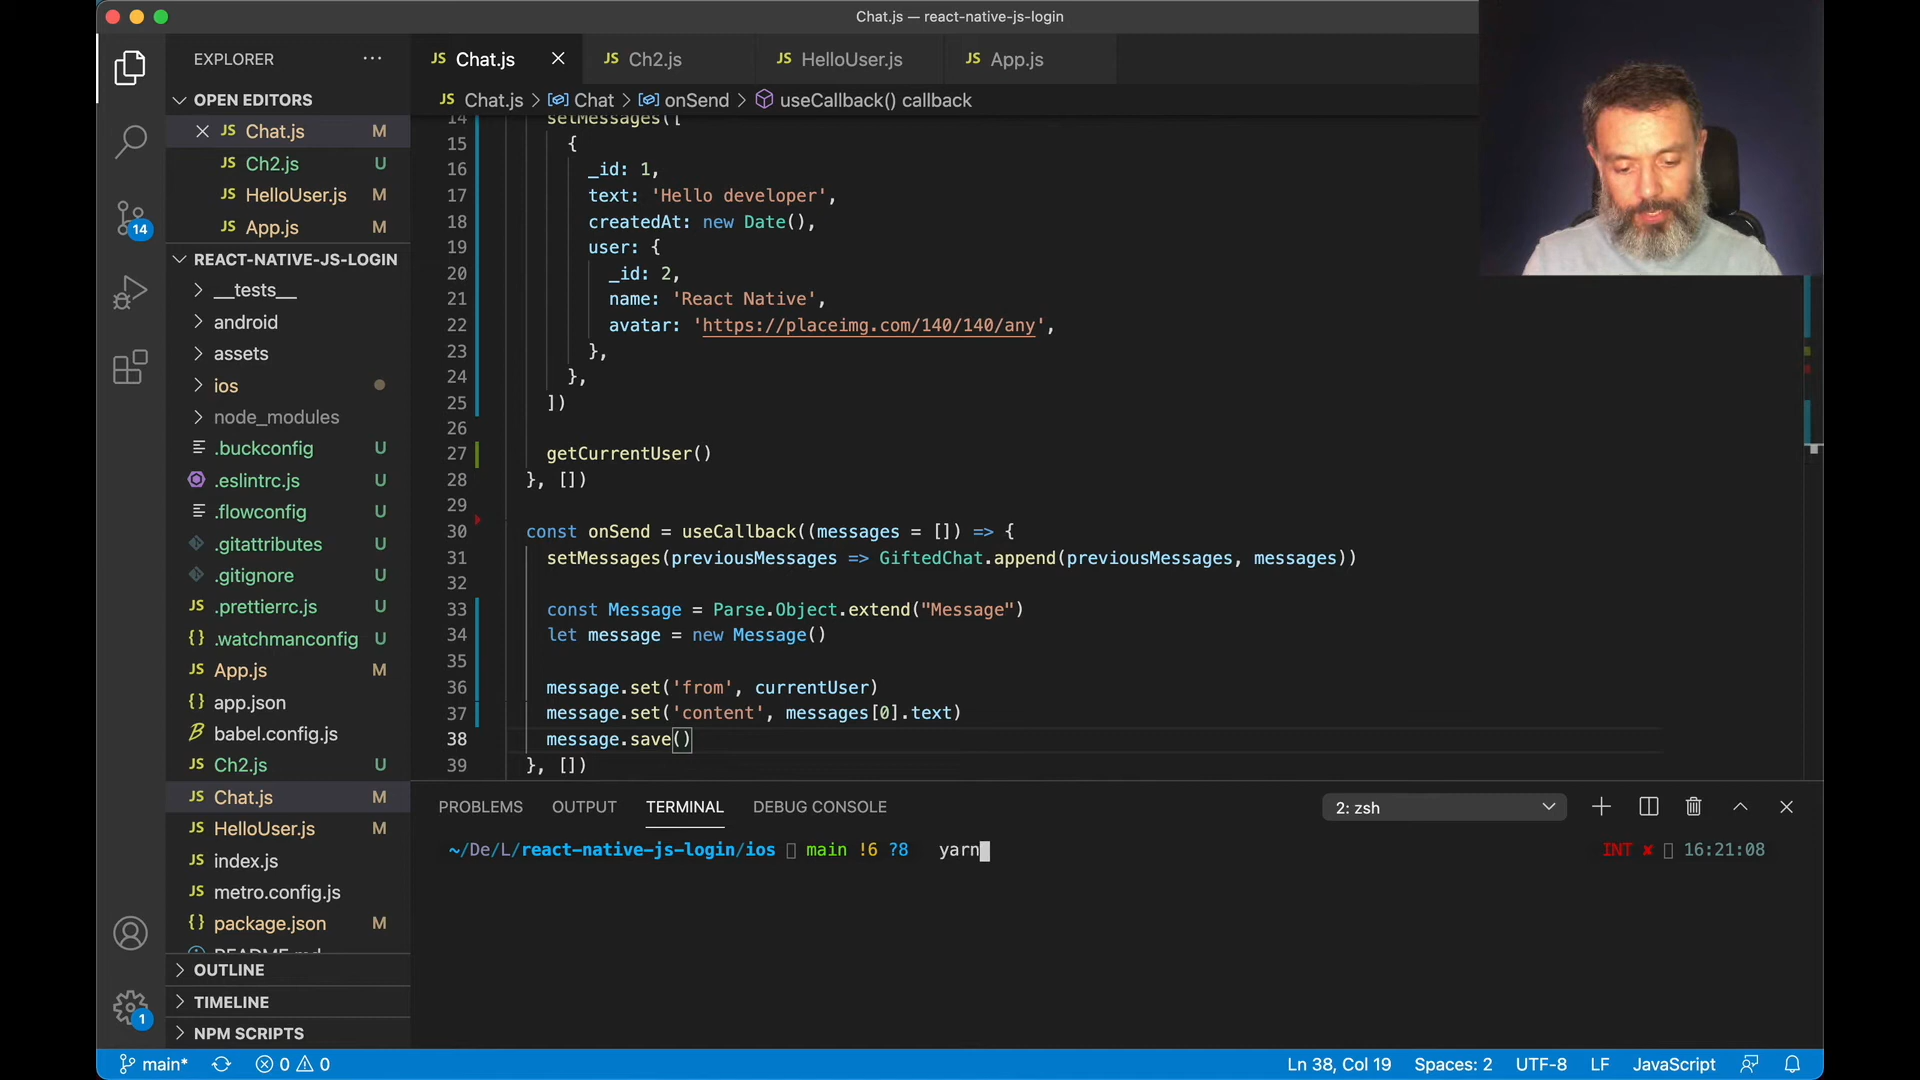 Chat.js — react-native-js-login
EXPLORER ···
JS Chat.js
JS Ch2.js
JS HelloUser.js
JS App.js
JS Chat.js > Chat > onSend > useCallback() callback
OPEN EDITORS
JS Chat.js M
JS Ch2.js U
JS HelloUser.js M
JS App.js M
REACT-NATIVE-JS-LOGIN
__tests__
android
assets
ios
node_modules
.buckconfig U
.eslintrc.js U
.flowconfig U
.gitattributes U
.gitignore U
JS .prettierrc.js U
{} .watchmanconfig U
JS App.js M
{} app.json
babel.config.js
JS Ch2.js U
JS Chat.js M
JS HelloUser.js M
JS index.js
JS metro.config.js
{} package.json M
README.md
OUTLINE
TIMELINE
NPM SCRIPTS
14
1
14 setMessages([
15 {
16 _id: 1,
17 text: 'Hello developer',
18 createdAt: new Date(),
19 user: {
20 _id: 2,
21 name: 'React Native',
22 avatar: 'https://placeimg.com/140/140/any',
23 },
24 },
25 ])
26
27 getCurrentUser()
28 }, [])
29
30 const onSend = useCallback((messages = []) => {
31 setMessages(previousMessages => GiftedChat.append(previousMessages, messages))
32
33 const Message = Parse.Object.extend("Message")
34 let message = new Message()
35
36 message.set('from', currentUser)
37 message.set('content', messages[0].text)
38 message.save()
39 }, [])
PROBLEMS OUTPUT TERMINAL DEBUG CONSOLE 2: zsh
~/De/L/react-native-js-login/ios main !6 ?8 yarn INT ✘ 16:21:08
main* 0 0 Ln 38, Col 19 Spaces: 2 UTF-8 LF JavaScript